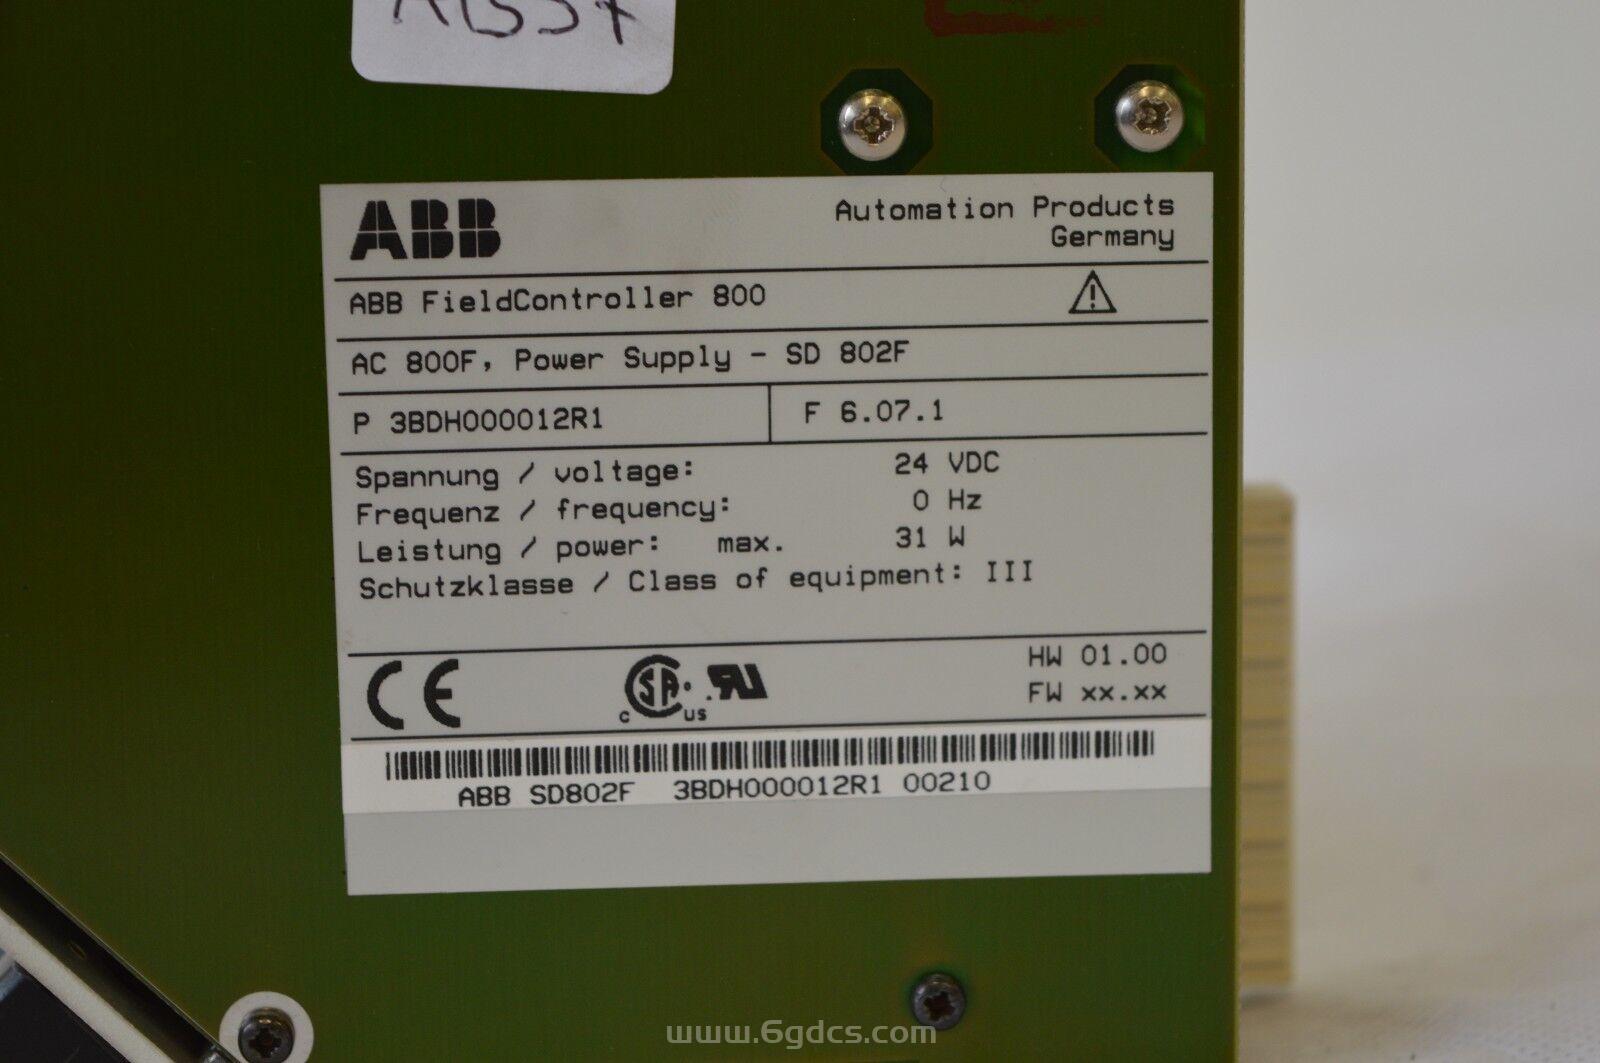 ABB
Automation Products
Germany
ABB FieldController 800
AC 800F, Power Supply - SD 802F
P 3BDH000012R1
F 6.07.1
Spannung / voltage: 24 VDC
Frequenz / frequency: 0 Hz
Leistung / power: max. 31 W
Schutzklasse / Class of equipment: III
CE
c SA us
HW 01.00
FW xx.xx
ABB SD802F 3BDH000012R1 00210
www.6gdcs.com